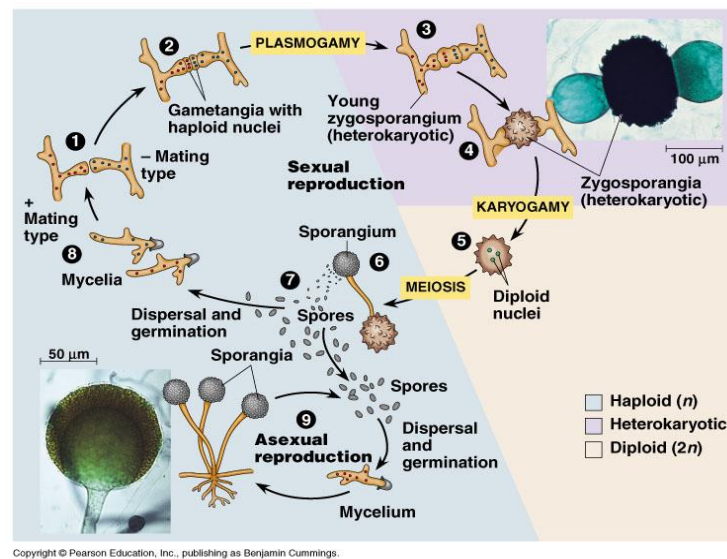 2
PLASMOGAMY
3
Gametangia with
haploid nuclei
Young
zygosporangium
(heterokaryotic)
1
– Mating
type
+
Mating
type
4
100 µm
Sexual
reproduction
Zygosporangia
(heterokaryotic)
KARYOGAMY
8
Mycelia
Sporangium
7
6
5
MEIOSIS
Diploid
nuclei
Dispersal and
germination
Spores
50 µm
Sporangia
Spores
9
Asexual
reproduction
Dispersal
and
germination
Mycelium
Haploid (n)
Heterokaryotic
Diploid (2n)
Copyright © Pearson Education, Inc., publishing as Benjamin Cummings.